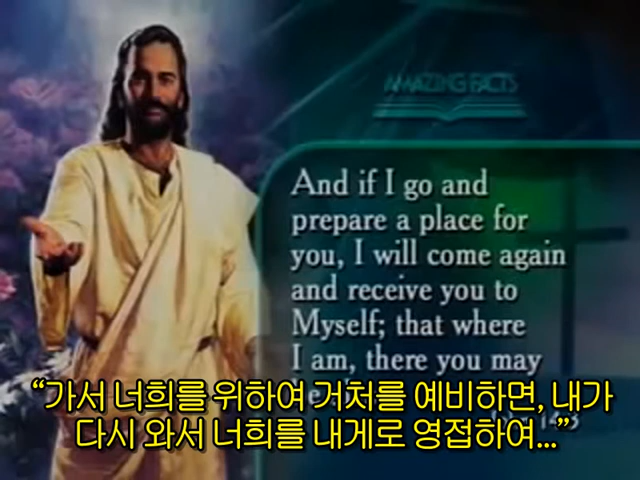 AMAZING FACTS
And if I go and
prepare a place for
you, I will come again
and receive you to
Myself; that where
I am, there you may
“가서 너희를 위하여 거처를 예비하면, 내가
다시 와서 너희를 내게로 영접하여...”